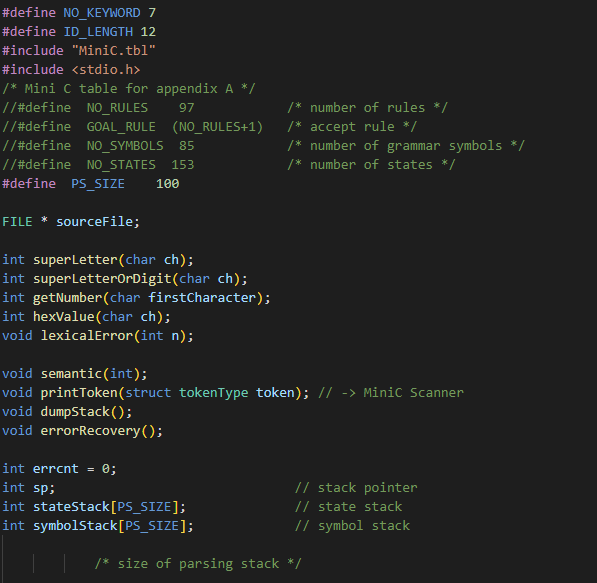 #define NO_KEYWORD 7
#define ID_LENGTH 12
#include "MiniC.tbl"
#include <stdio.h>
/* Mini C table for appendix A */
//#define  NO_RULES    97          /* number of rules */
//#define  GOAL_RULE  (NO_RULES+1)   /* accept rule */
//#define  NO_SYMBOLS  85            /* number of grammar symbols */
//#define  NO_STATES  153            /* number of states */
#define  PS_SIZE    100
FILE * sourceFile;
int superLetter(char ch);
int superLetterOrDigit(char ch);
int getNumber(char firstCharacter);
int hexValue(char ch);
void lexicalError(int n);
void semantic(int);
void printToken(struct tokenType token); // -> MiniC Scanner
void dumpStack();
void errorRecovery();
int errcnt = 0;
int sp;                              // stack pointer
int stateStack[PS_SIZE];             // state stack
int symbolStack[PS_SIZE];            // symbol stack
/* size of parsing stack */